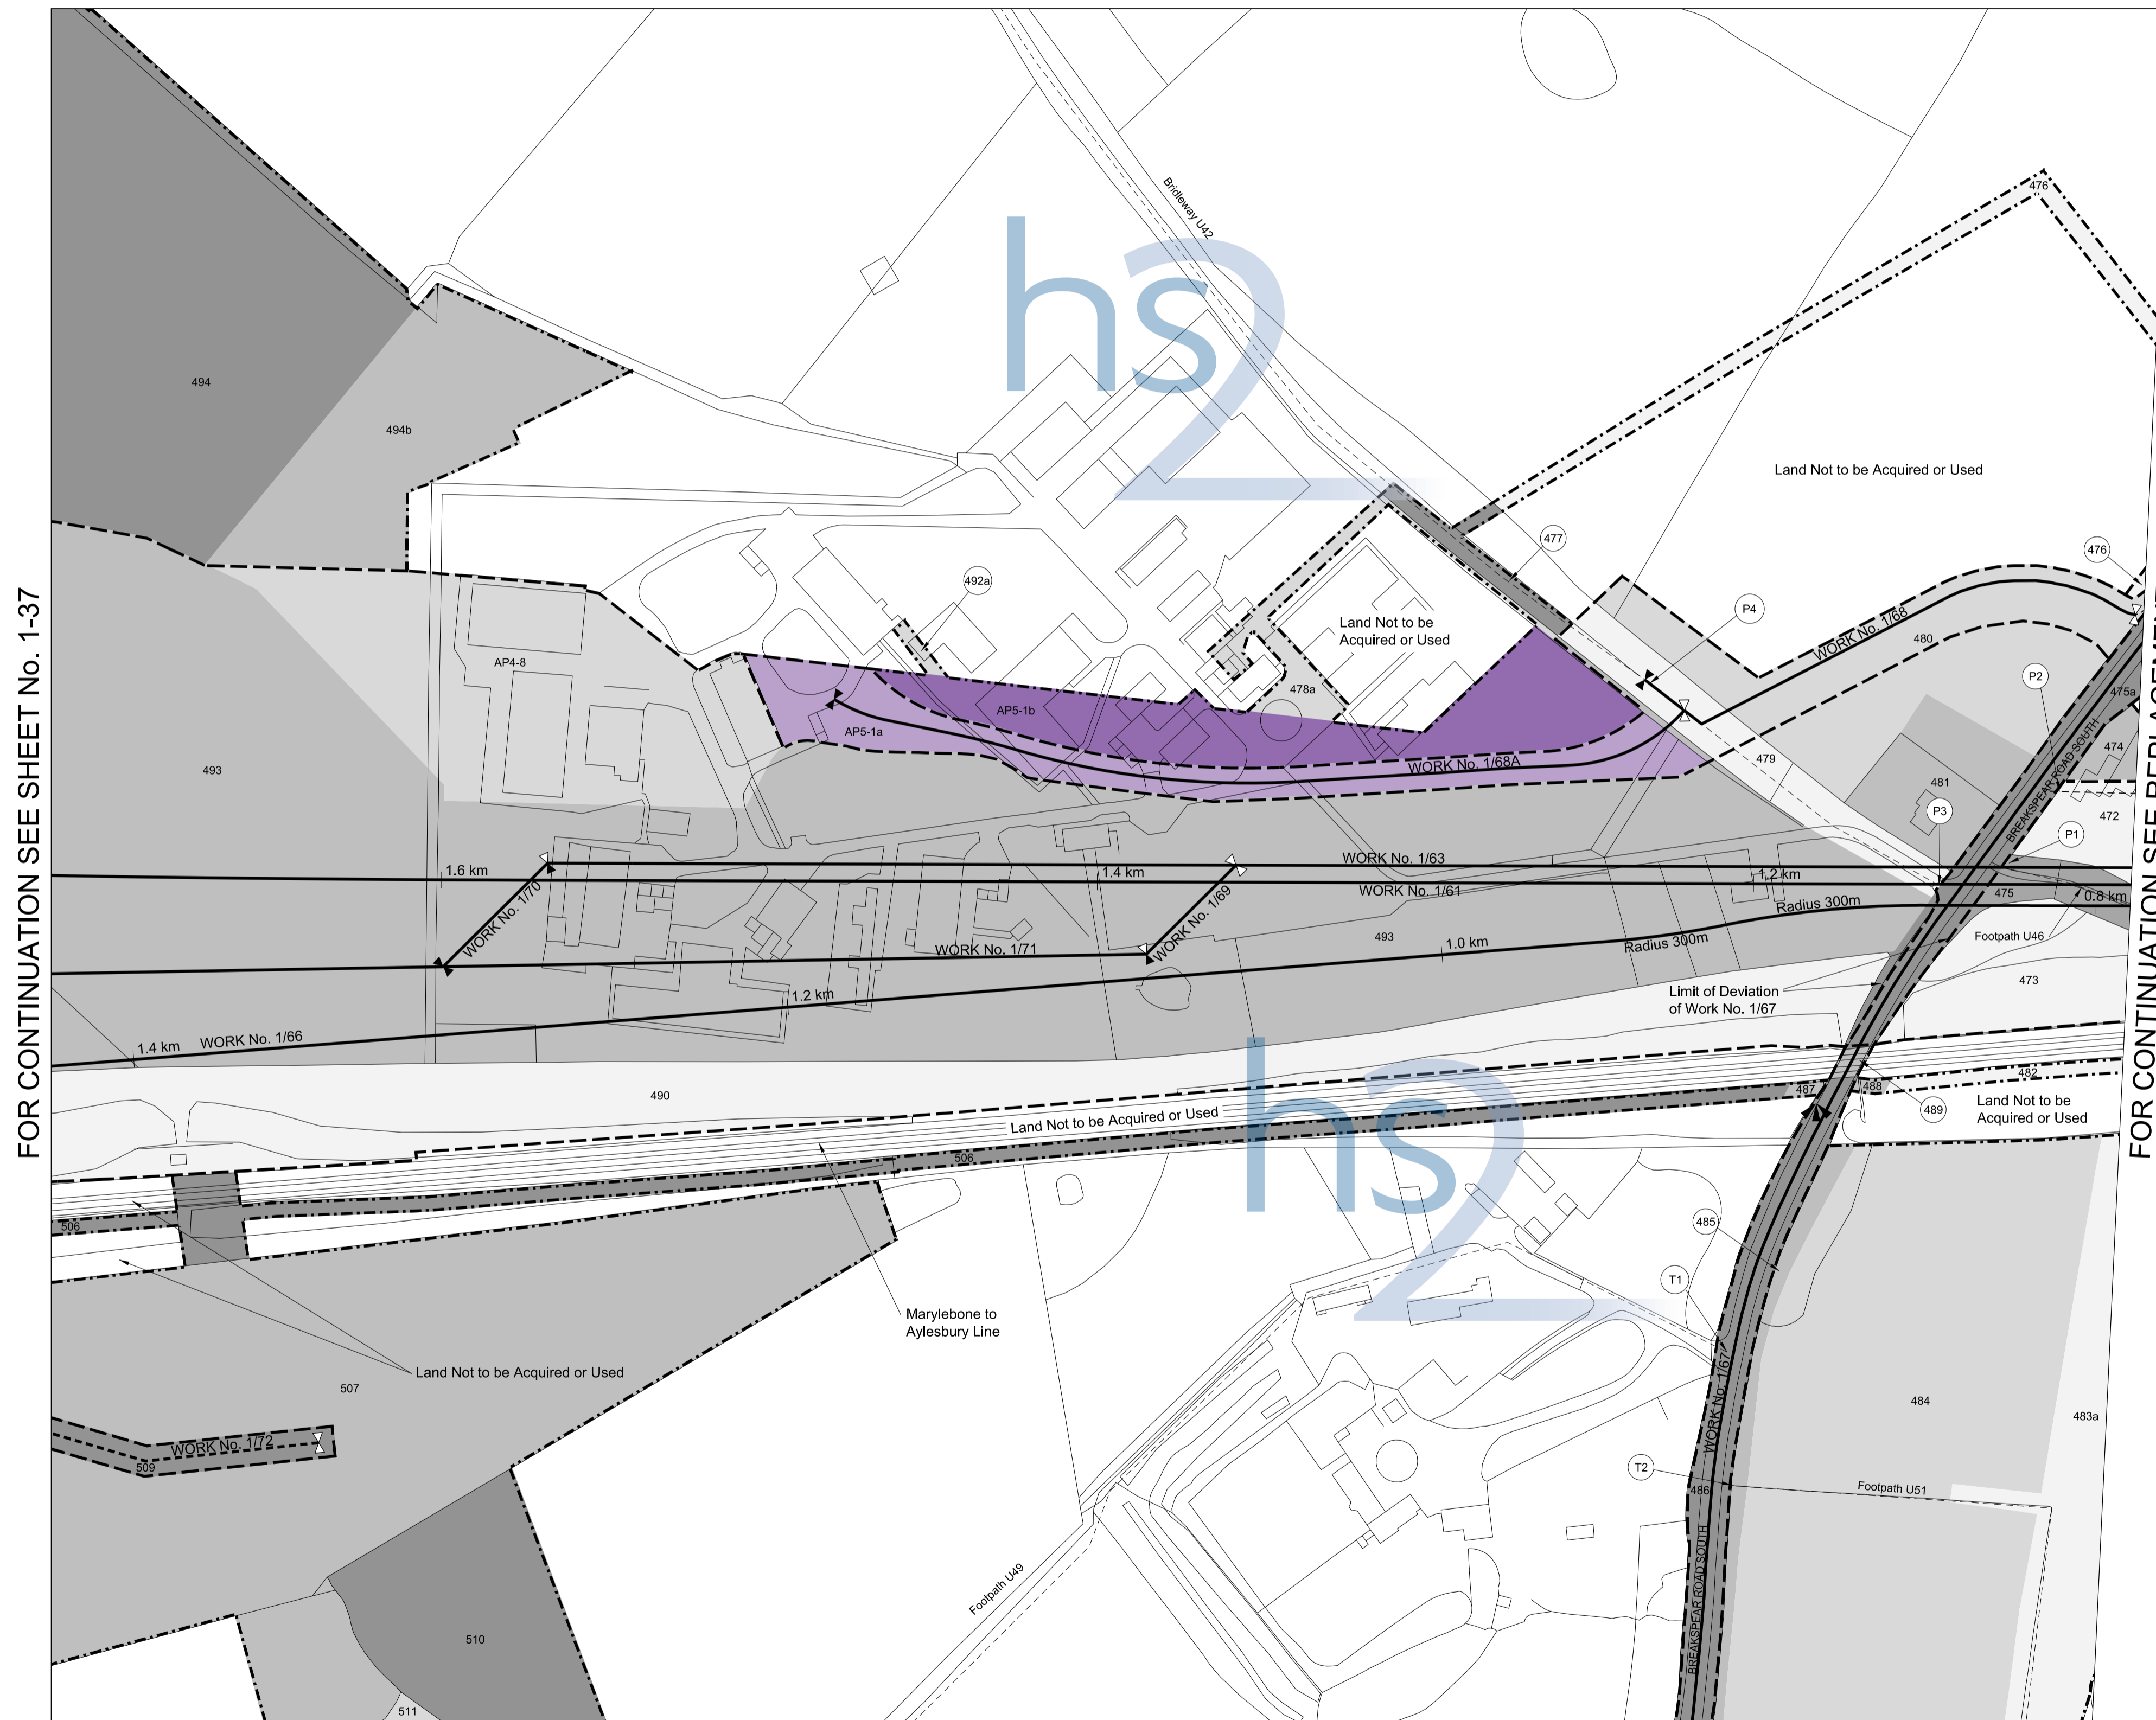 FOR CONTINUATION SEE SHEET No. 1-37
hs2
Bridleway U42
476
494
494b
Land Not to be Acquired or Used
477
476
492a
P4
Land Not to be
Acquired or Used
WORK No. 1/68
480
AP4-8
P2
478a
475a
AP5-1b
AP5-1a
474
WORK No. 1/68A
479
493
481
BREAKSPEAR ROAD SOUTH
P3
472
P1
WORK No. 1/63
1.6 km
1.4 km
1.2 km
WORK No. 1/61
WORK No. 1/70
WORK No. 1/69
475
0.8 km
Radius 300m
493
1.0 km
Radius 300m
Footpath U46
WORK No. 1/71
473
1.2 km
Limit of Deviation
of Work No. 1/67
1.4 km
WORK No. 1/66
hs2
490
487
488
482
489
Land Not to be
Acquired or Used
Land Not to be Acquired or Used
506
506
485
T1
Marylebone to
Aylesbury Line
Land Not to be Acquired or Used
507
WORK No. 1/67
484
483a
WORK No. 1/72
509
T2
486
Footpath U51
BREAKSPEAR ROAD SOUTH
Footpath U49
510
511
FOR CONTINUATION SEE